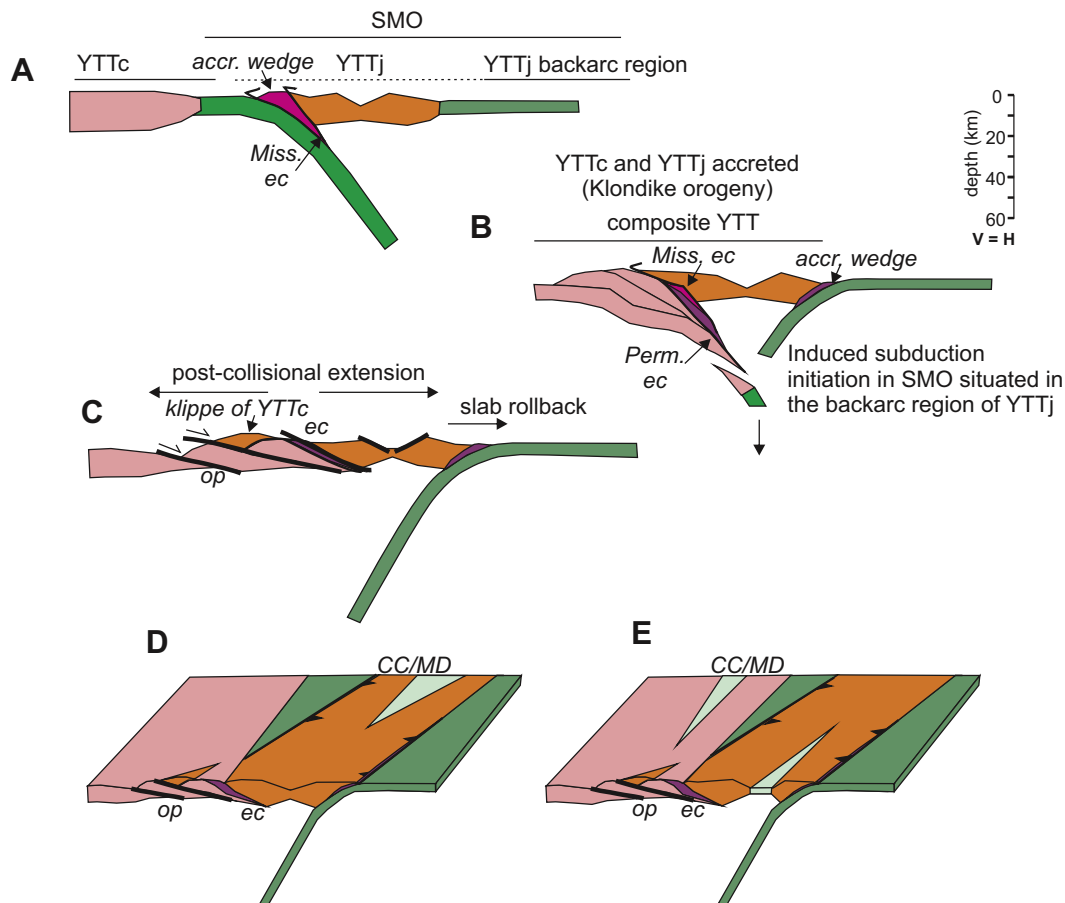 SMO
A
YTTc
accr. wedge
YTTj
YTTj backarc region
Miss.
ec
0
20
40
60
depth (km)
V = H
YTTc and YTTj accreted
(Klondike orogeny)
B
composite YTT
Miss. ec
accr. wedge
Perm.
ec
Induced subduction
initiation in SMO situated in
the backarc region of YTTj
post-collisional extension
C
klippe of YTTc
ec
slab rollback
op
D
CC/MD
op
ec
E
CC/MD
op
ec